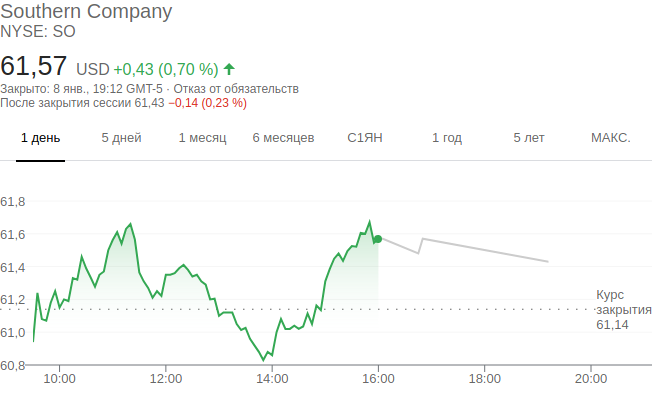 Southern Company
NYSE: SO
61,57 USD +0,43 (0,70 %)
Закрыто: 8 янв., 19:12 GMT-5 · Отказ от обязательств
После закрытия сессии 61,43 −0,14 (0,23 %)
1 день 5 дней 1 месяц 6 месяцев С1ЯН 1 год 5 лет МАКС.
61,8
61,6
61,4
61,2
61,0
60,8
Курс
закрытия
61,14
10:00 12:00 14:00 16:00 18:00 20:00